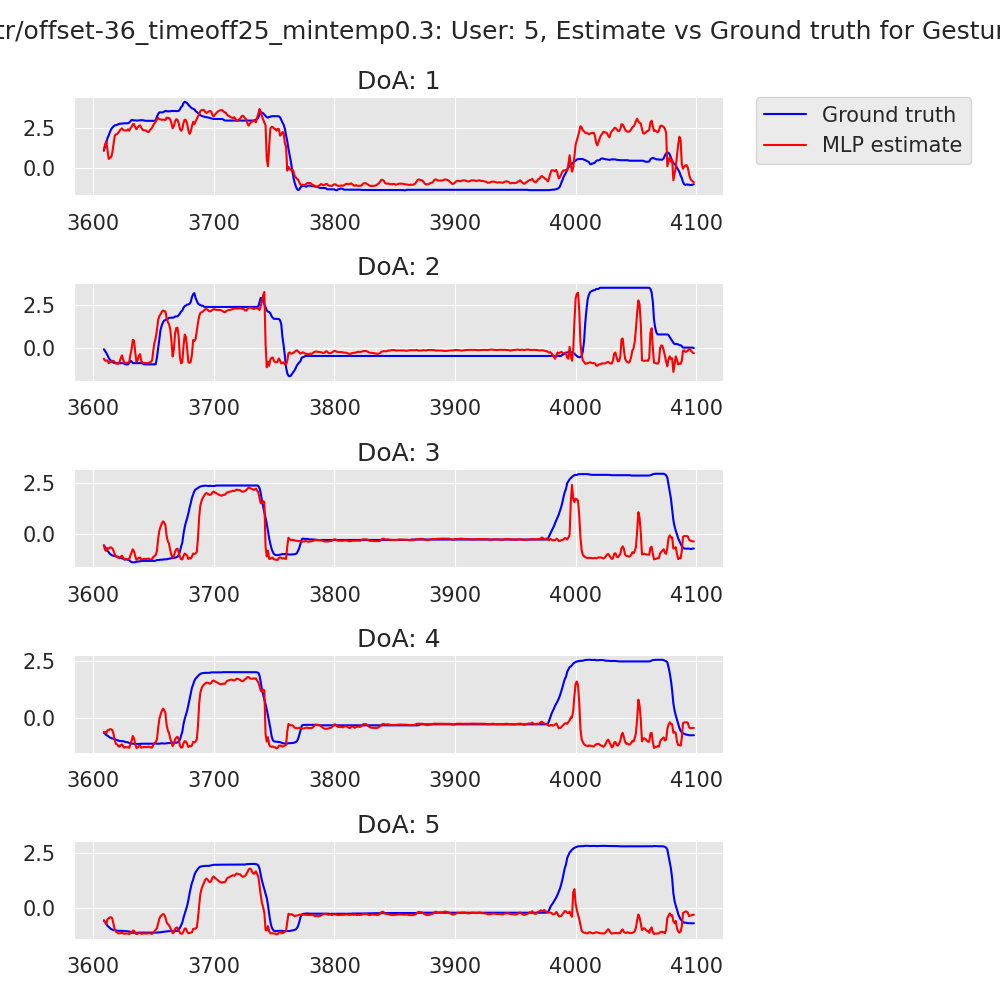 tr/offset-36_timeoff25_mintemp0.3: User: 5, Estimate vs Ground truth for Gestur
DoA: 1
Ground truth
MLP estimate
2.5
0.0
3600 3700 3800 3900 4000 4100
DoA: 2
2.5
0.0
3600 3700 3800 3900 4000 4100
DoA: 3
2.5
0.0
3600 3700 3800 3900 4000 4100
DoA: 4
2.5
0.0
3600 3700 3800 3900 4000 4100
DoA: 5
2.5
0.0
3600 3700 3800 3900 4000 4100